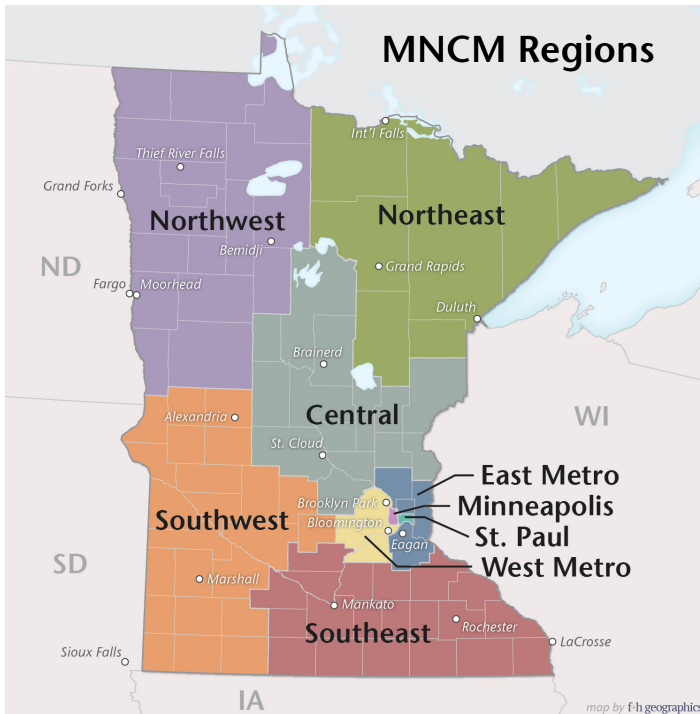 MNCM Regions
Int'l Falls
Thief River Falls
Grand Forks
Northwest
Northeast
Bemidji
ND
Grand Rapids
Fargo
Moorhead
Duluth
Brainerd
Alexandria
Central
WI
St. Cloud
East Metro
Brooklyn Park
Minneapolis
Southwest
Bloomington
St. Paul
Eagan
West Metro
SD
Marshall
Mankato
Southeast
Rochester
LaCrosse
Sioux Falls
IA
map by f·h geographics